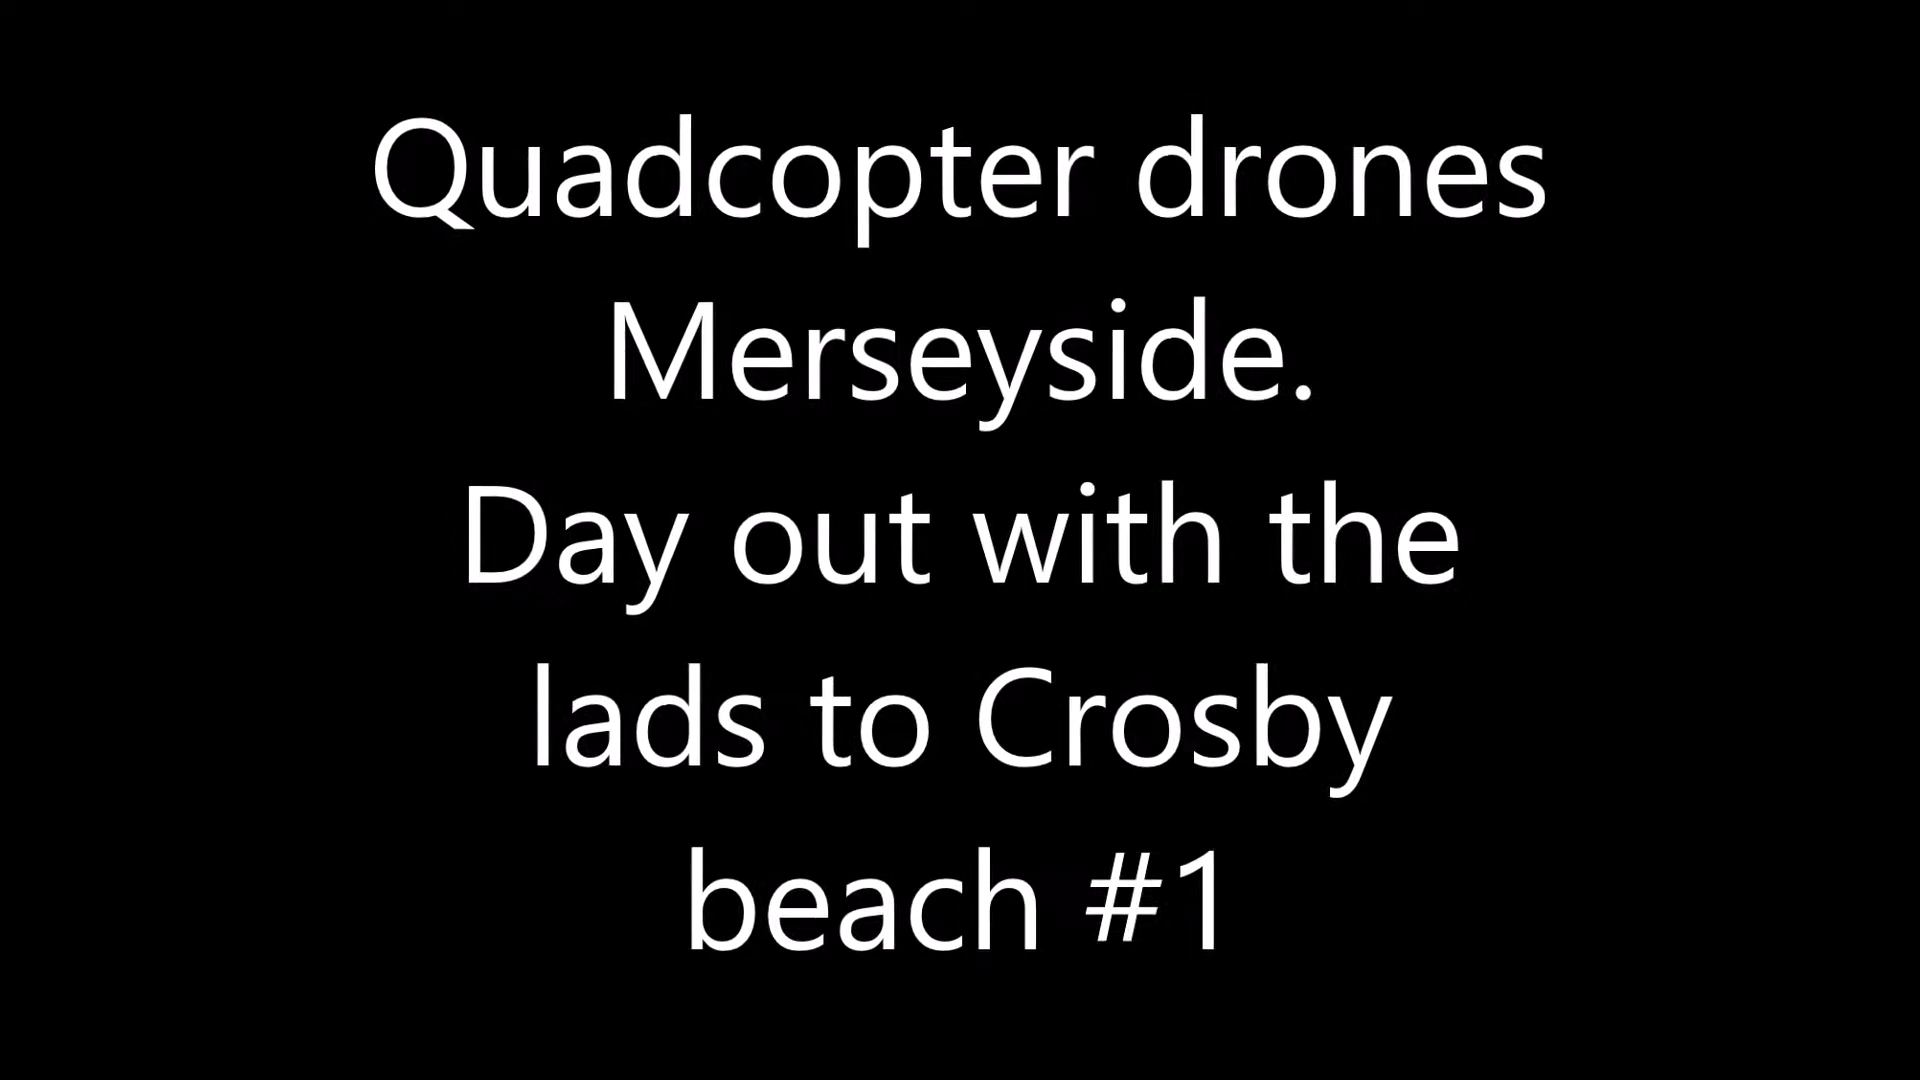 Quadcopter drones
Merseyside.
Day out with the
lads to Crosby
beach #1